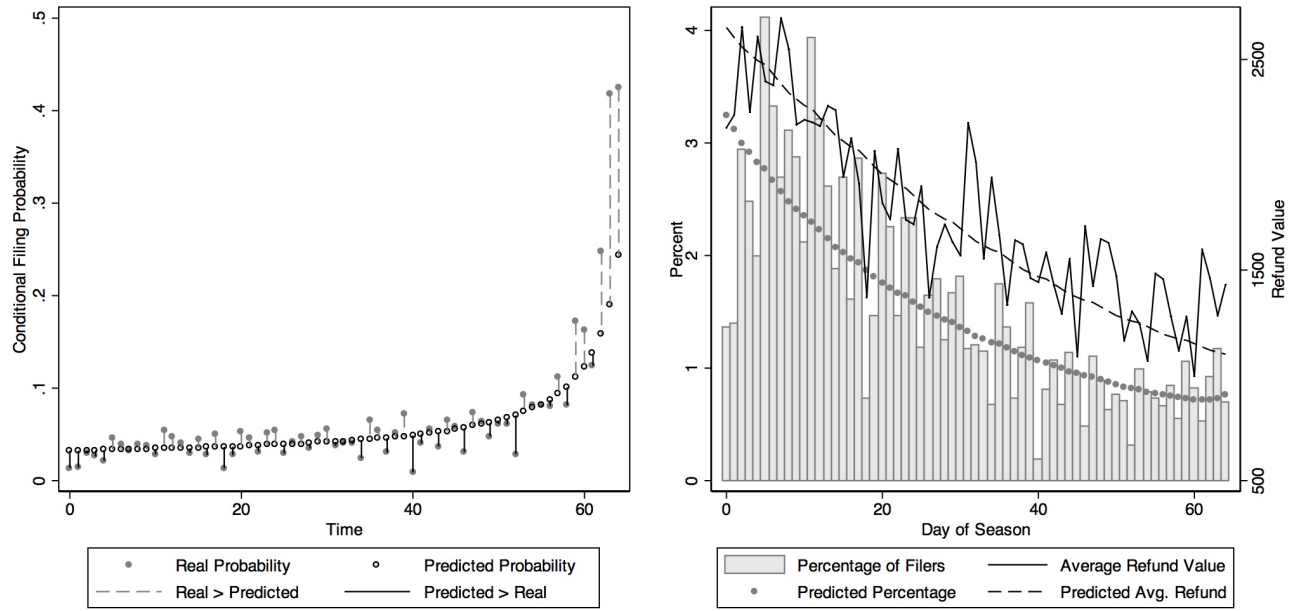 .5
.4
.3
.2
.1
0
Conditional Filing Probability
0 20 40 60
Time
Real Probability Predicted Probability
Real > Predicted Predicted > Real
4
3
2
1
0
Percent
2500
1500
500
Refund Value
0 20 40 60
Day of Season
Percentage of Filers Average Refund Value
Predicted Percentage Predicted Avg. Refund